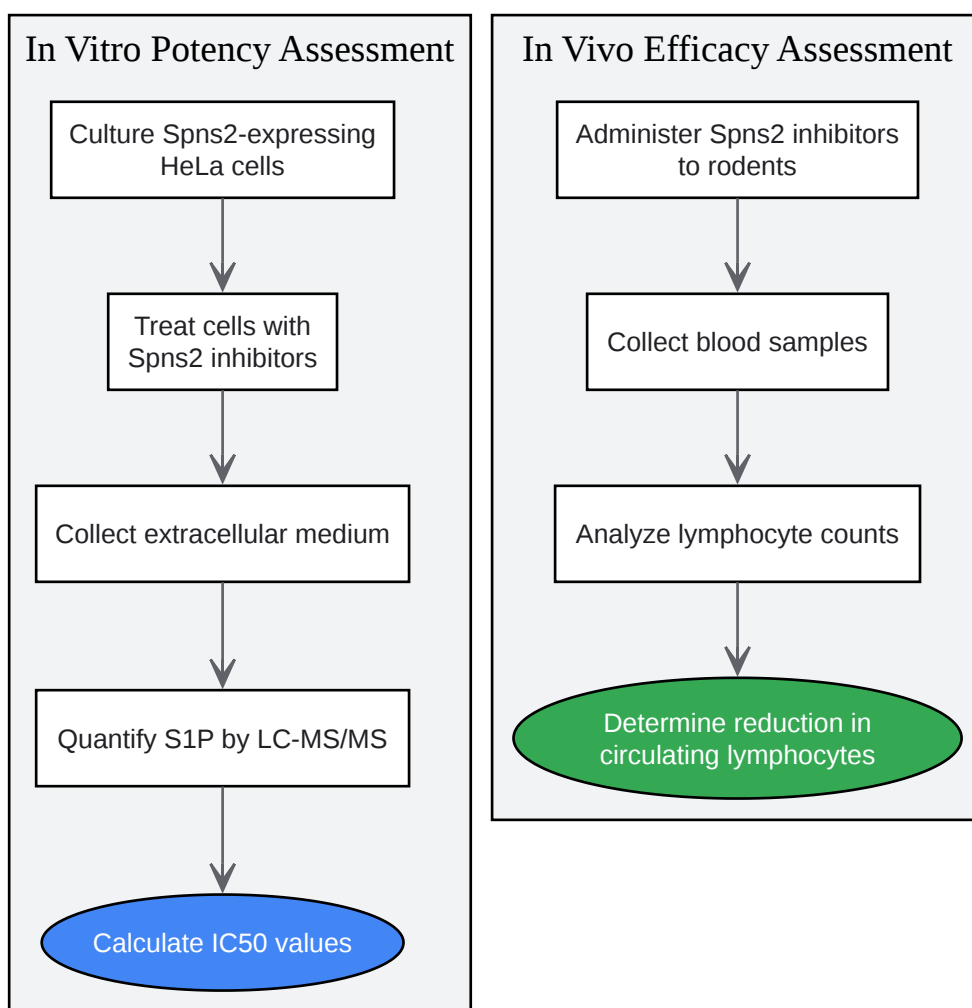 In Vitro Potency Assessment
Culture Spns2-expressing
HeLa cells
Treat cells with
Spns2 inhibitors
Collect extracellular medium
Quantify S1P by LC-MS/MS
Calculate IC50 values
In Vivo Efficacy Assessment
Administer Spns2 inhibitors
to rodents
Collect blood samples
Analyze lymphocyte counts
Determine reduction in
circulating lymphocytes